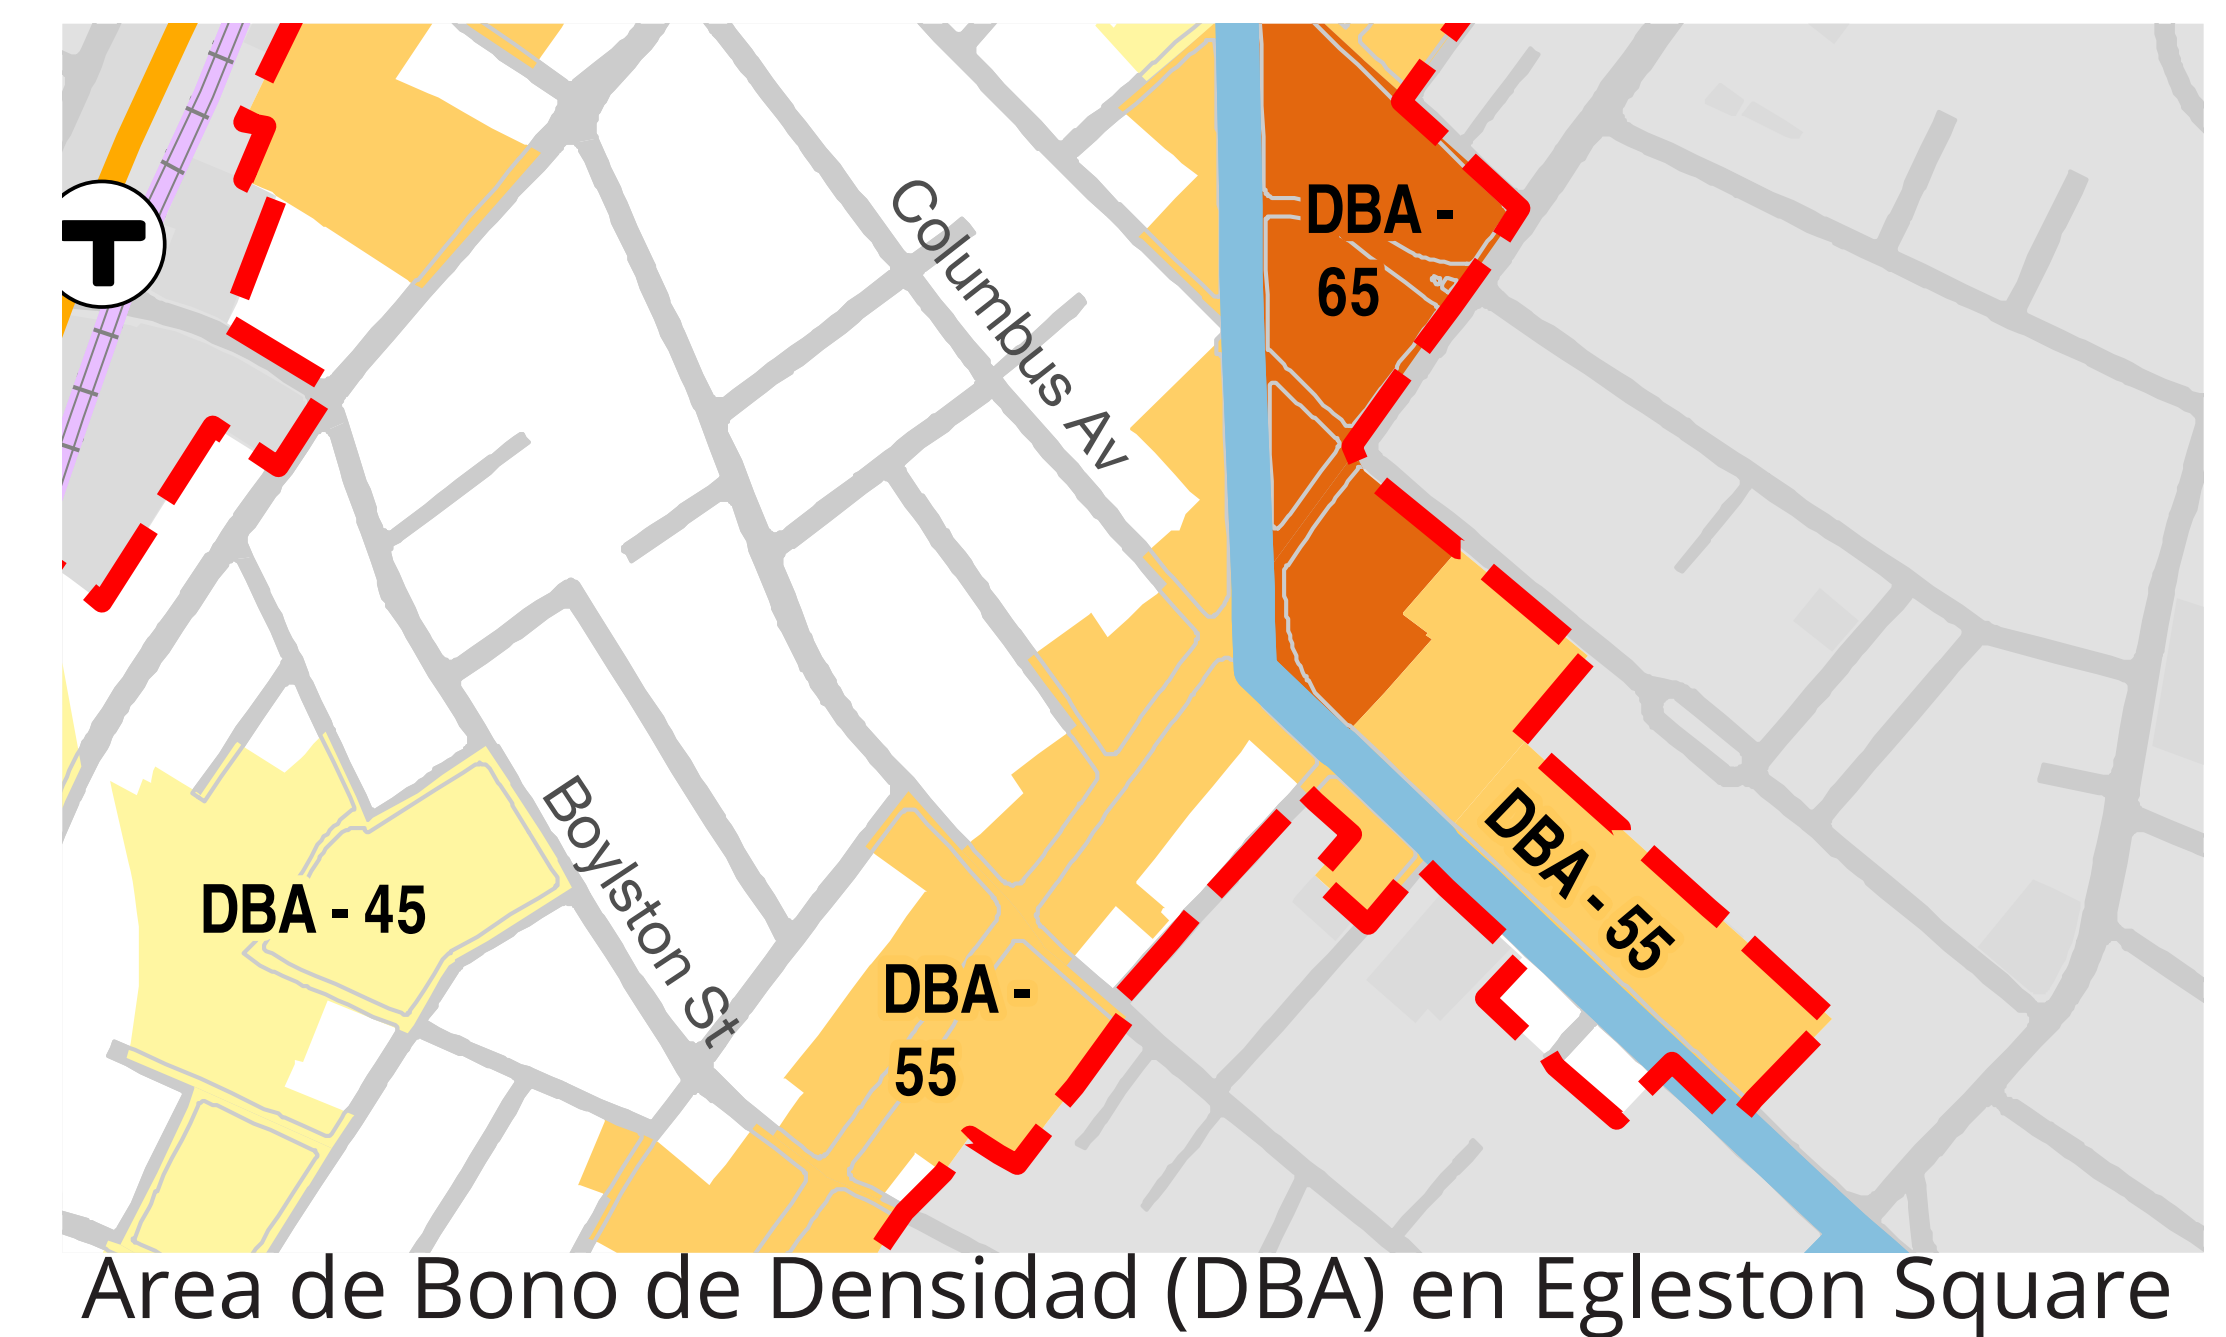 DBA -
65
Columbus Av
T
DBA - 55
Boylston St
DBA - 45
DBA -
55
Area de Bono de Densidad (DBA) en Egleston Square